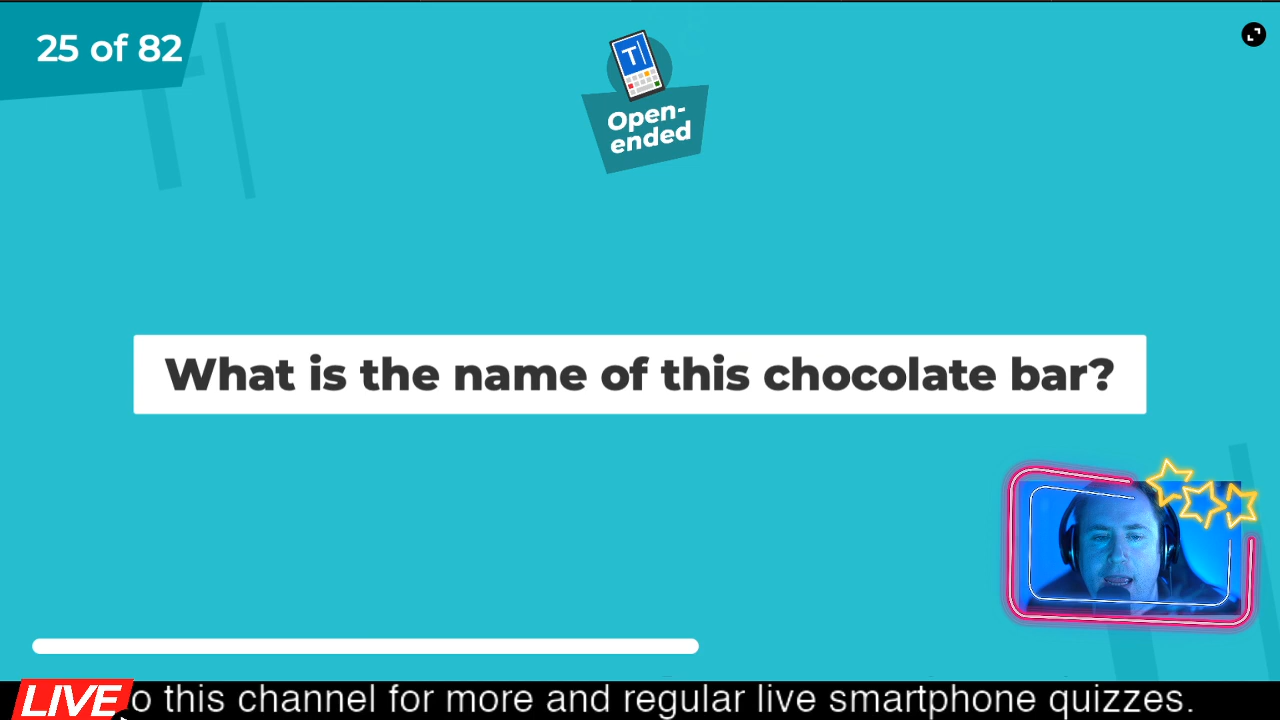 25 of 82
T
Open-
ended
What is the name of this chocolate bar?
LIVE
o this channel for more and regular live smartphone quizzes.